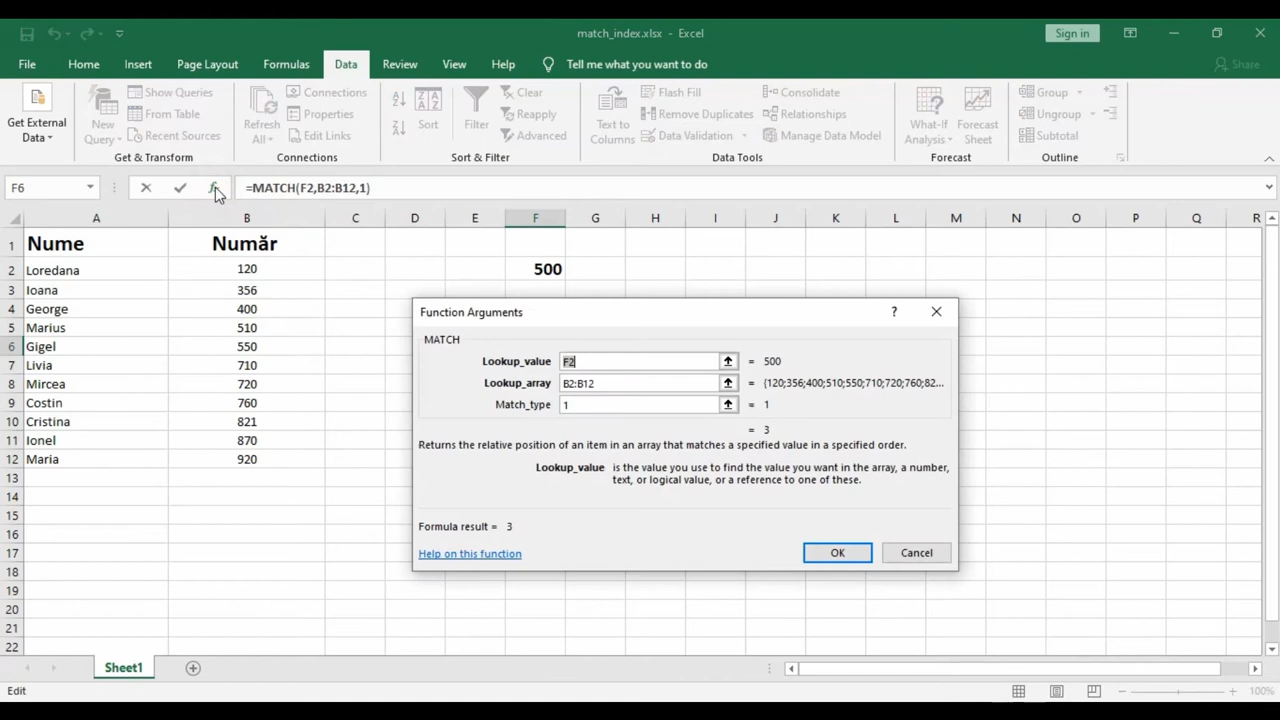 match_index.xlsx - Excel
Sign in
File Home Insert Page Layout Formulas Data Review View Help Tell me what you want to do Share
Get External Data
New Query
Show Queries
From Table
Recent Sources
Get & Transform
Refresh All
Connections
Properties
Edit Links
Connections
Sort
Filter
Clear
Reapply
Advanced
Sort & Filter
Text to Columns
Flash Fill
Remove Duplicates
Data Validation
Consolidate
Relationships
Manage Data Model
Data Tools
What-If Analysis
Forecast Sheet
Forecast
Group
Ungroup
Subtotal
Outline
F6 =MATCH(F2,B2:B12,1)
A B C D E F G H I J K L M N O P Q R
1 Nume Număr
2 Loredana 120 500
3 Ioana 356
4 George 400
5 Marius 510
6 Gigel 550
7 Livia 710
8 Mircea 720
9 Costin 760
10 Cristina 821
11 Ionel 870
12 Maria 920
13
14
15
16
17
18
19
20
21
22
Function Arguments ?
MATCH
Lookup_value F2 = 500
Lookup_array B2:B12 = {120;356;400;510;550;710;720;760;82...
Match_type 1 = 1
= 3
Returns the relative position of an item in an array that matches a specified value in a specified order.
Lookup_value is the value you use to find the value you want in the array, a number,
text, or logical value, or a reference to one of these.
Formula result = 3
Help on this function OK Cancel
Sheet1
Edit 100%